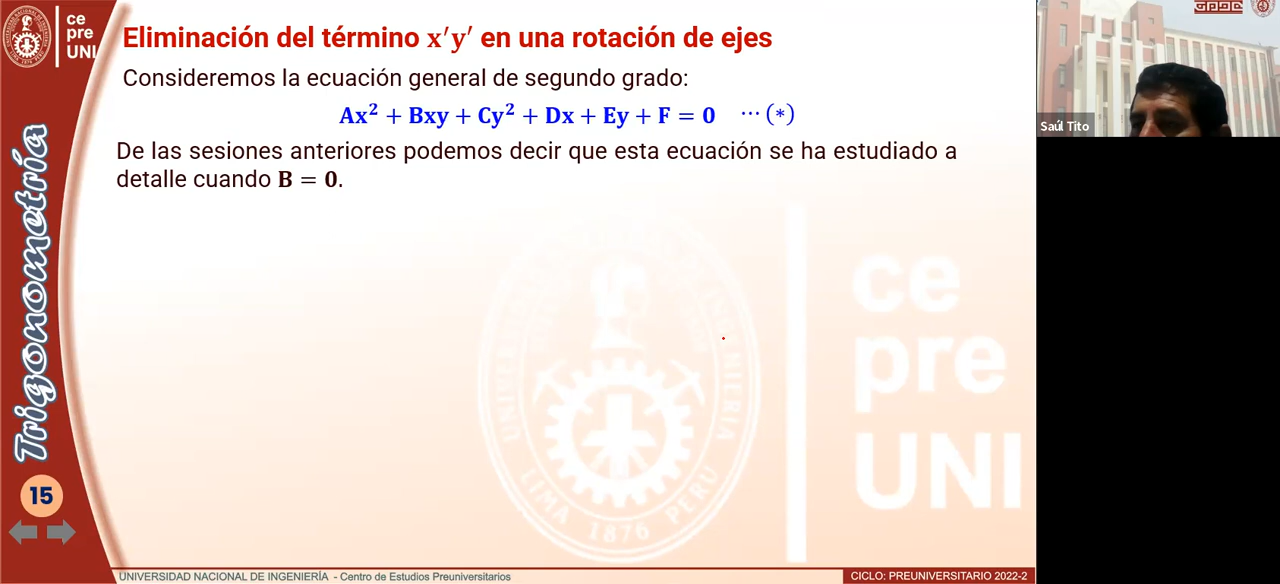 ce
pre
UNI
Eliminación del término x′y′ en una rotación de ejes
Consideremos la ecuación general de segundo grado:
Ax² + Bxy + Cy² + Dx + Ey + F = 0 ⋯ (∗)
De las sesiones anteriores podemos decir que esta ecuación se ha estudiado a
detalle cuando B = 0.
Trigonometría
15
ce
pre
UNI
LIMA 1876 PERU
UNIVERSIDAD NACIONAL DE INGENIERÍA - Centro de Estudios Preuniversitarios
CICLO: PREUNIVERSITARIO 2022-2
Saúl Tito